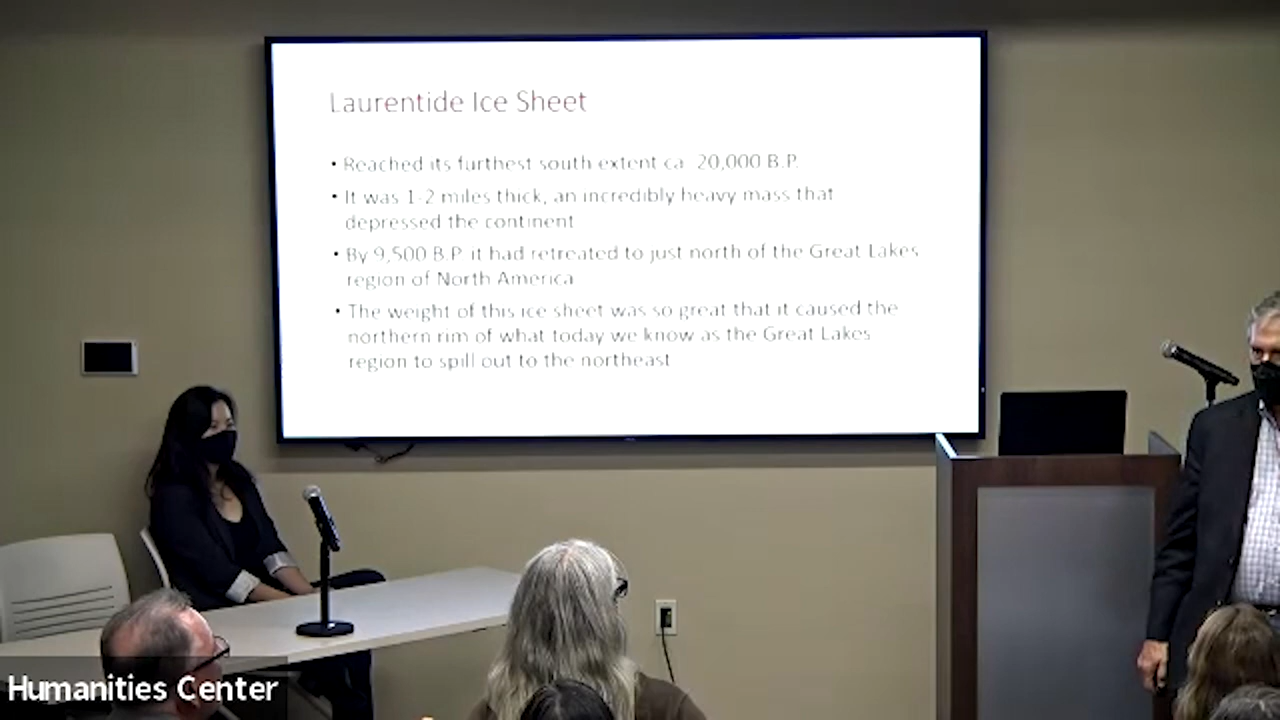 Laurentide Ice Sheet
• Reached its furthest south extent ca. 20,000 B.P.
• It was 1-2 miles thick, an incredibly heavy mass that
depressed the continent
• By 9,500 B.P. it had retreated to just north of the Great Lakes
region of North America
• The weight of this ice sheet was so great that it caused the
northern rim of what today we know as the Great Lakes
region to spill out to the northeast
Humanities Center